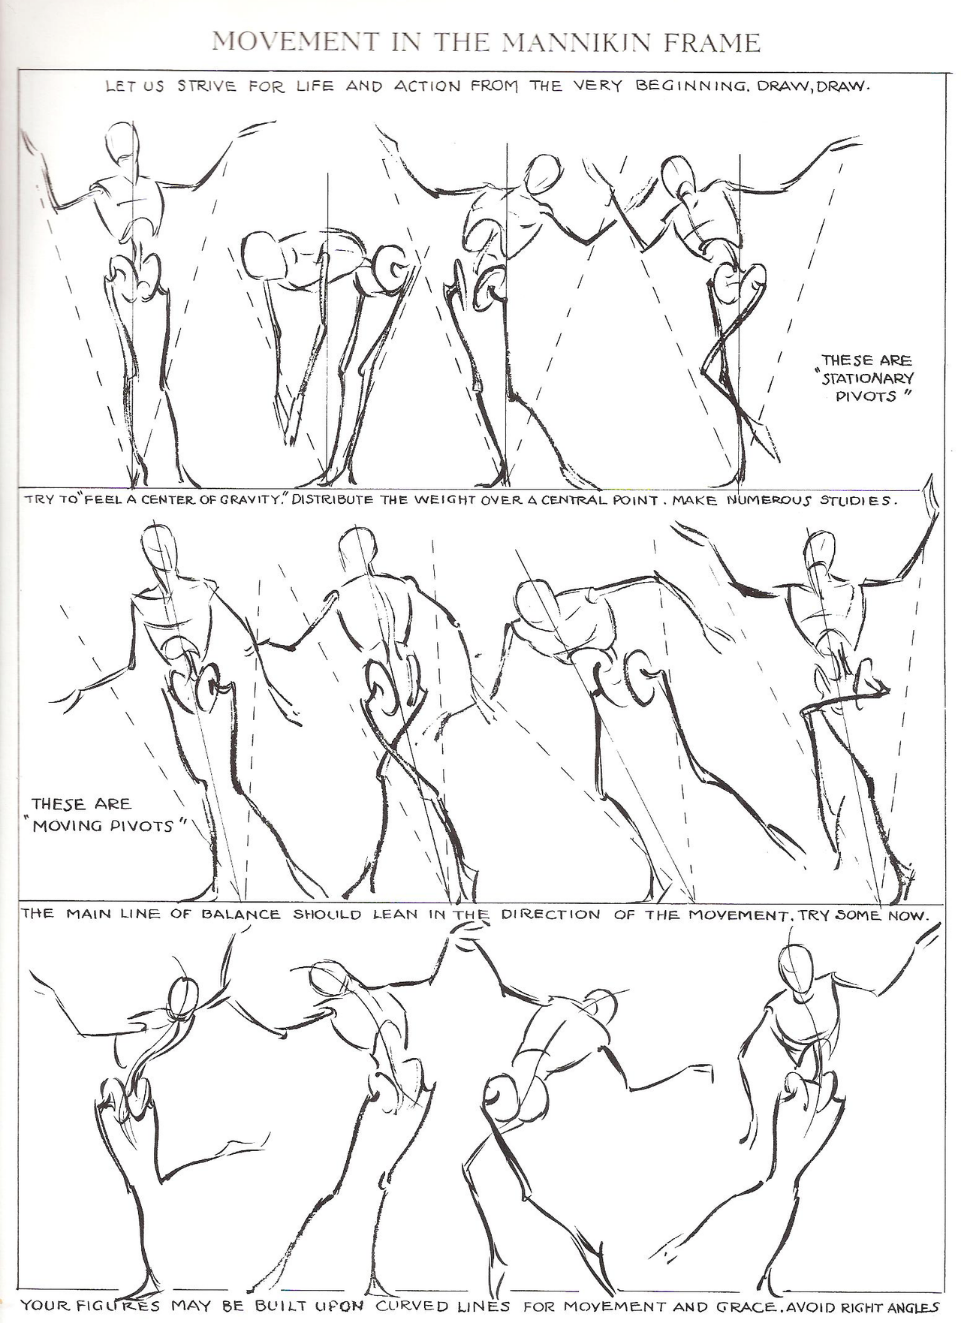 MOVEMENT IN THE MANNIKIN FRAME
LET US STRIVE FOR LIFE AND ACTION FROM THE VERY BEGINNING. DRAW, DRAW.
THESE ARE
"STATIONARY
PIVOTS"
TRY TO "FEEL A CENTER OF GRAVITY." DISTRIBUTE THE WEIGHT OVER A CENTRAL POINT. MAKE NUMEROUS STUDIES.
THESE ARE
"MOVING PIVOTS"
THE MAIN LINE OF BALANCE SHOULD LEAN IN THE DIRECTION OF THE MOVEMENT. TRY SOME NOW.
YOUR FIGURES MAY BE BUILT UPON CURVED LINES FOR MOVEMENT AND GRACE. AVOID RIGHT ANGLES